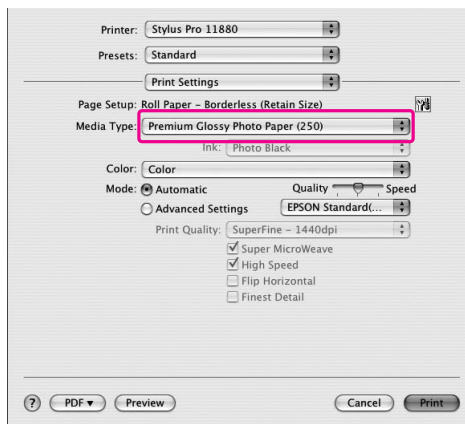 Printer: Stylus Pro 11880
Presets: Standard
Print Settings
Page Setup: Roll Paper - Borderless (Retain Size)
Media Type: Premium Glossy Photo Paper (250)
Ink: Photo Black
Color: Color
Mode: Automatic Quality Speed
Advanced Settings EPSON Standard(...
Print Quality: SuperFine - 1440dpi
Super MicroWeave
High Speed
Flip Horizontal
Finest Detail
? PDF Preview Cancel Print